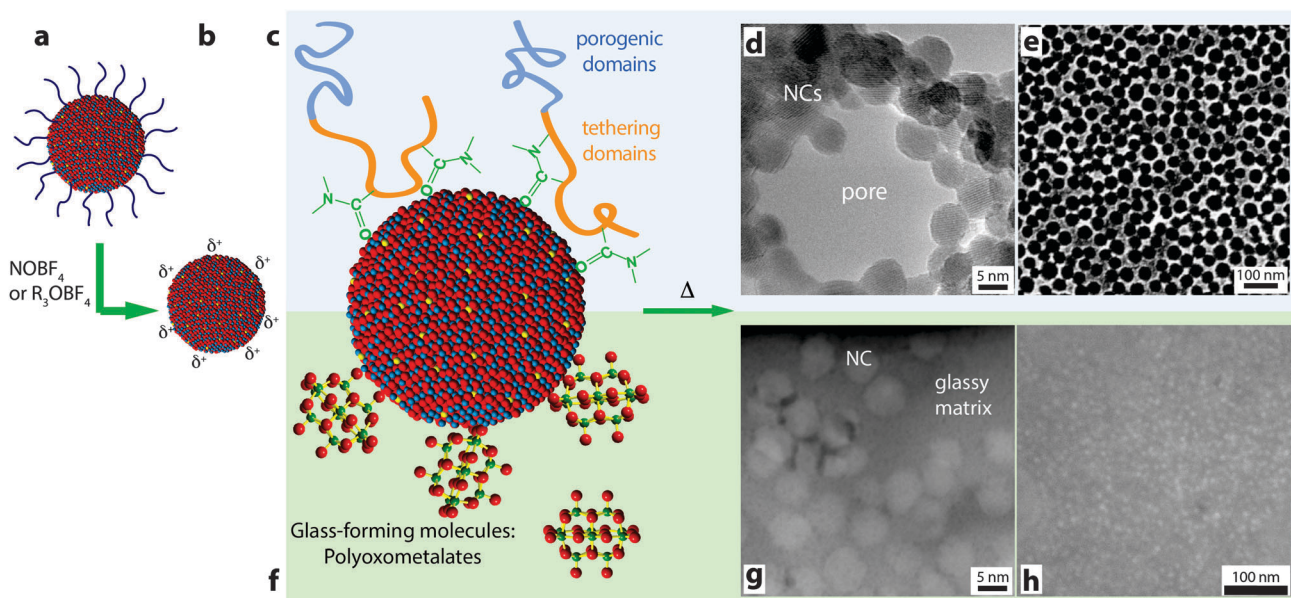 a
b
c
d
e
porogenic
domains
tethering
domains
NCs
pore
5 nm
100 nm
NOBF₄
or R₃OBF₄
δ⁺
δ⁺
δ⁺
δ⁺
δ⁺
δ⁺
δ⁺
N
C
O
C
N
O
N
C
O
C
N
O
Δ
NC
glassy
matrix
Glass-forming molecules:
Polyoxometalates
f
g
5 nm
h
100 nm